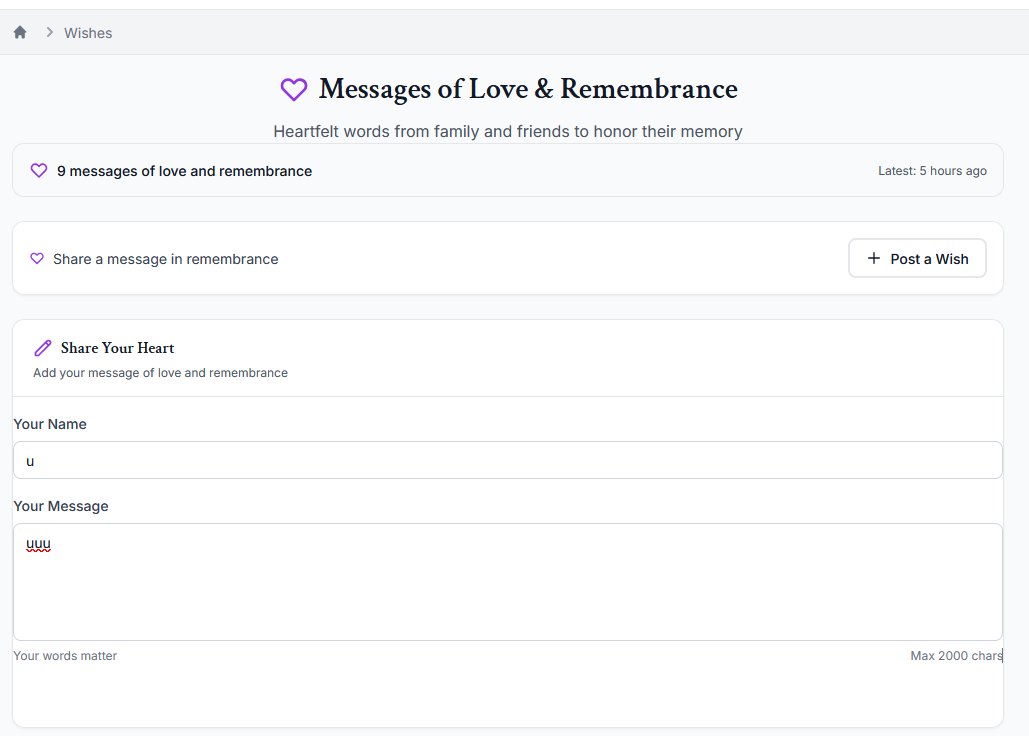 Wishes
Messages of Love & Remembrance
Heartfelt words from family and friends to honor their memory
9 messages of love and remembrance
Latest: 5 hours ago
Share a message in remembrance
Post a Wish
Share Your Heart
Add your message of love and remembrance
Your Name
u
Your Message
uuu
Your words matter
Max 2000 chars